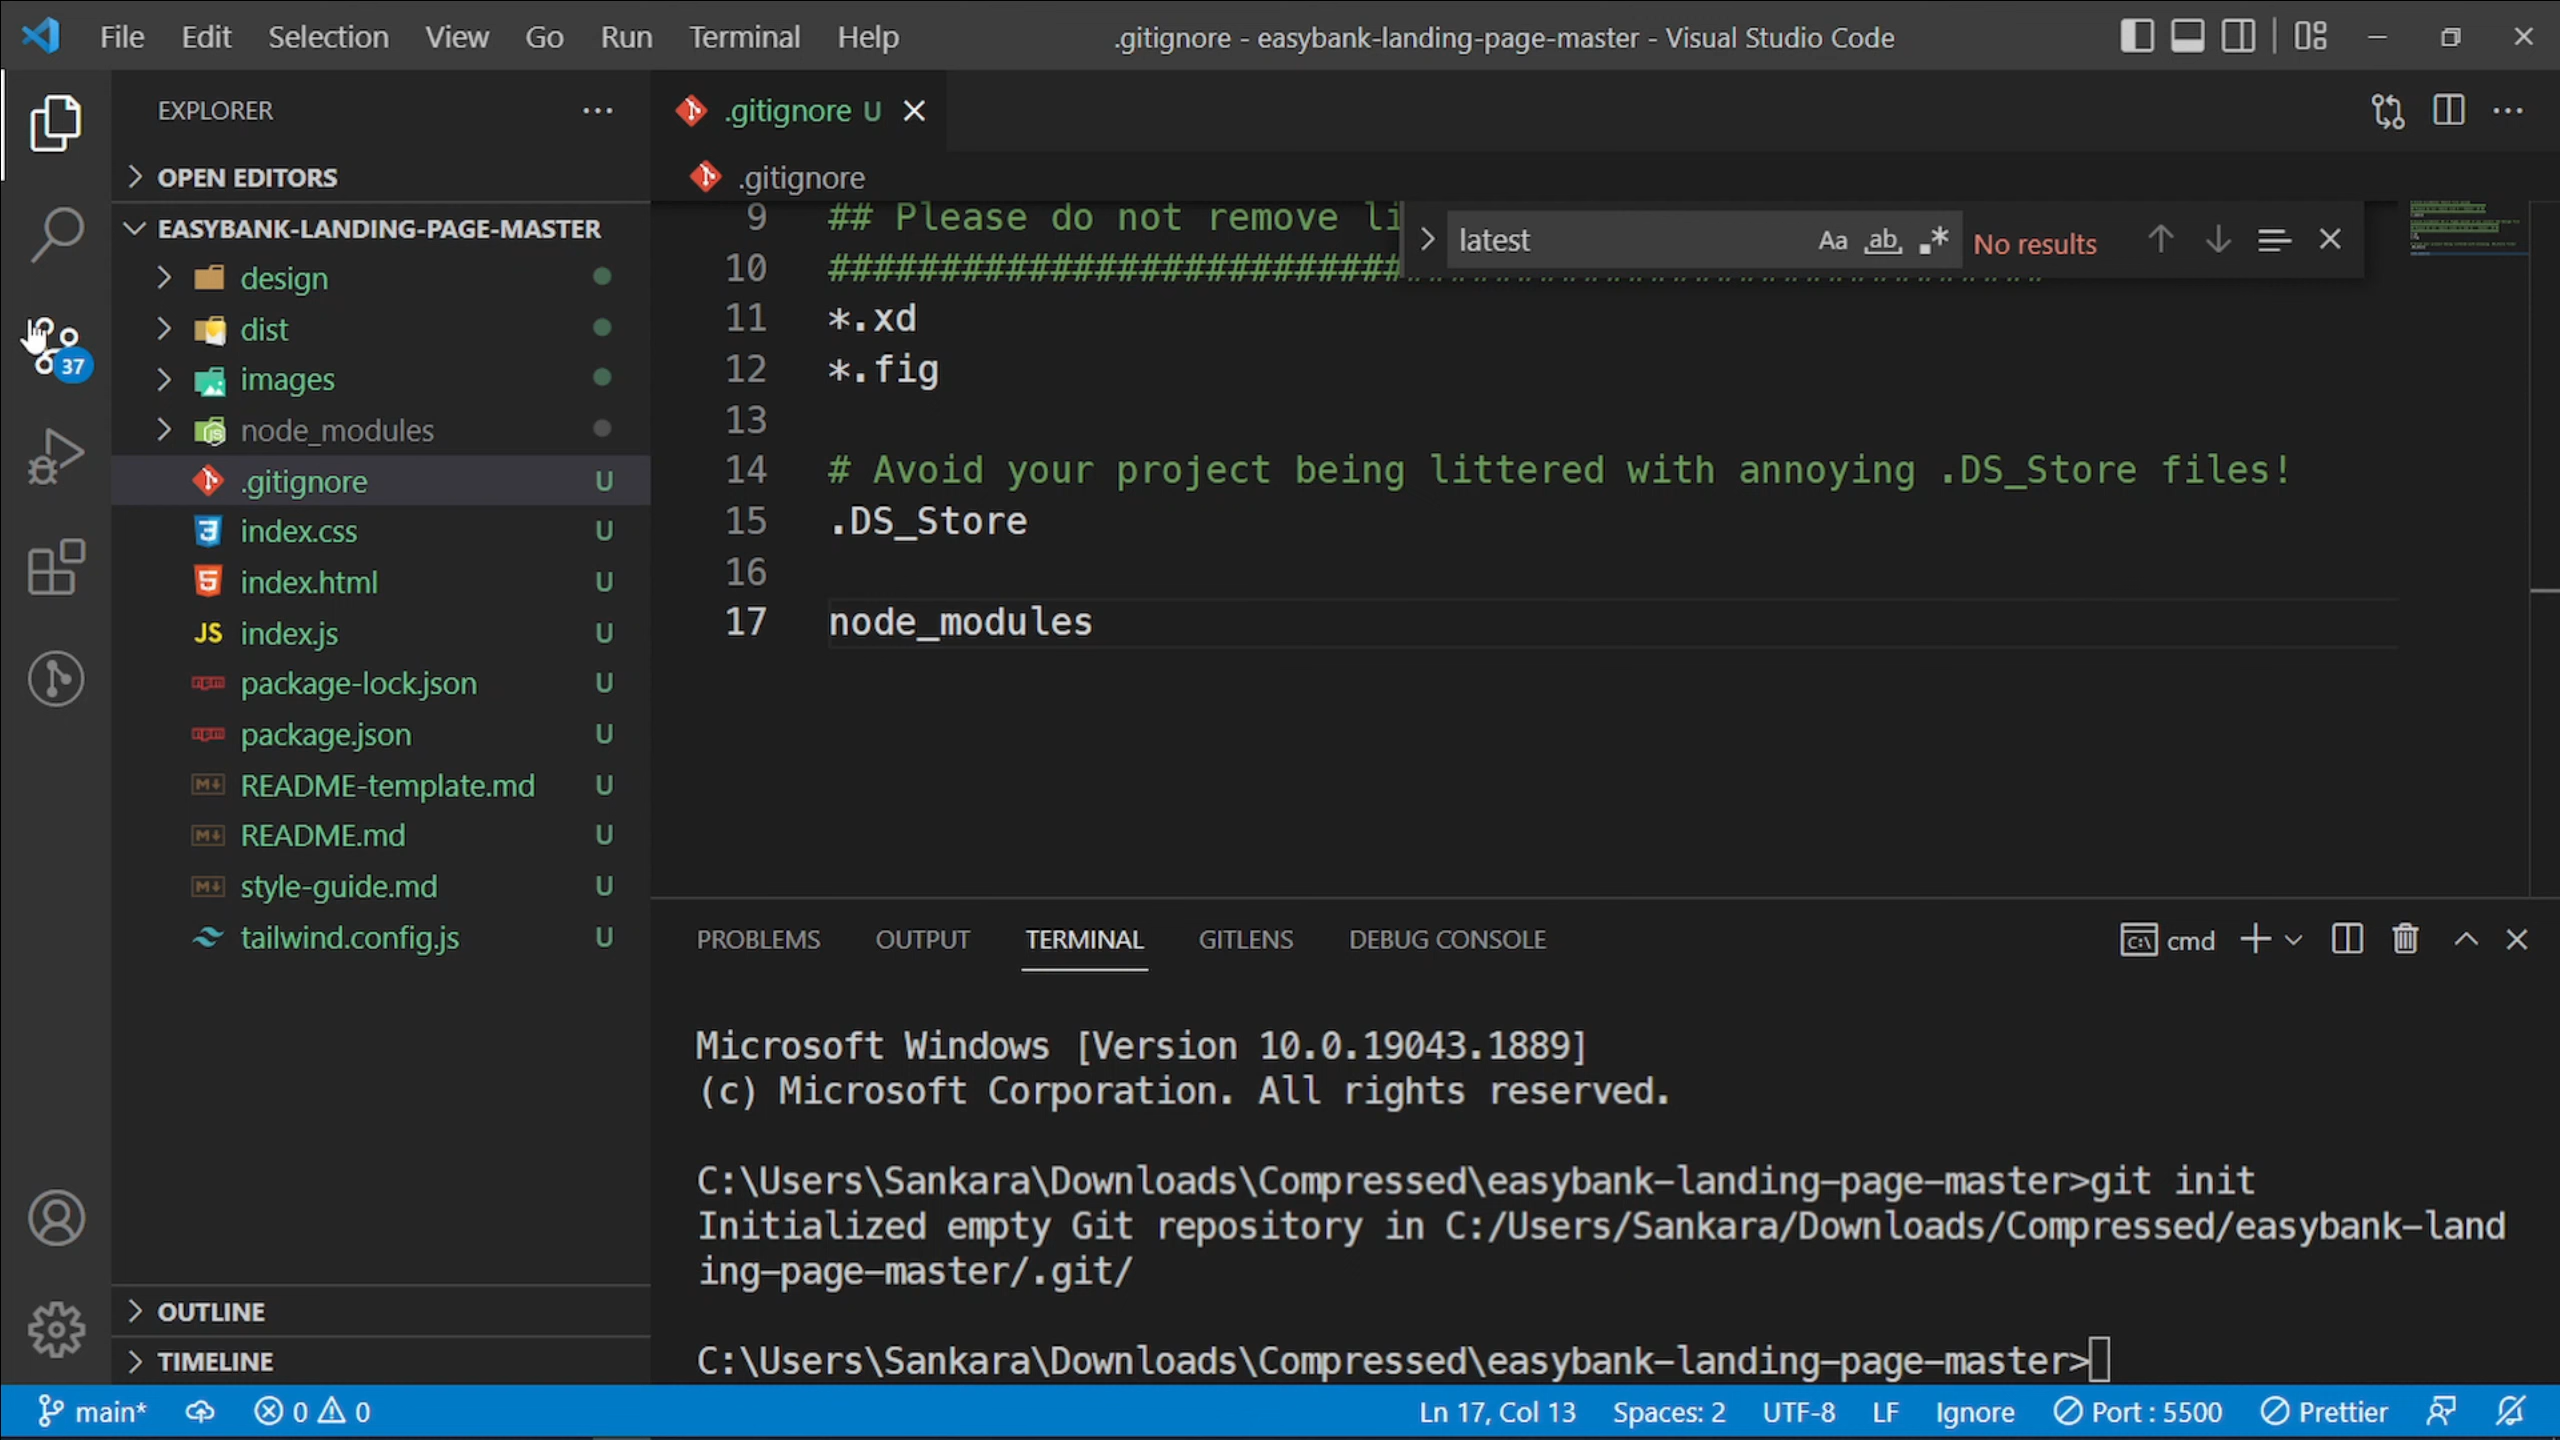 File Edit Selection View Go Run Terminal Help .gitignore - easybank-landing-page-master - Visual Studio Code
EXPLORER
OPEN EDITORS
EASYBANK-LANDING-PAGE-MASTER
design
dist
37
images
node_modules
.gitignore U
index.css U
index.html U
JS index.js U
package-lock.json U
package.json U
README-template.md U
README.md U
style-guide.md U
tailwind.config.js U
OUTLINE
TIMELINE
.gitignore U
.gitignore
latest Aa ab .* No results
9 ## Please do not remove li
10 ##########################
11 *.xd
12 *.fig
13
14 # Avoid your project being littered with annoying .DS_Store files!
15 .DS_Store
16
17 node_modules
PROBLEMS OUTPUT TERMINAL GITLENS DEBUG CONSOLE cmd
Microsoft Windows [Version 10.0.19043.1889]
(c) Microsoft Corporation. All rights reserved.
C:\Users\Sankara\Downloads\Compressed\easybank-landing-page-master>git init
Initialized empty Git repository in C:/Users/Sankara/Downloads/Compressed/easybank-land
ing-page-master/.git/
C:\Users\Sankara\Downloads\Compressed\easybank-landing-page-master>
main* 0 0 Ln 17, Col 13 Spaces: 2 UTF-8 LF Ignore Port : 5500 Prettier